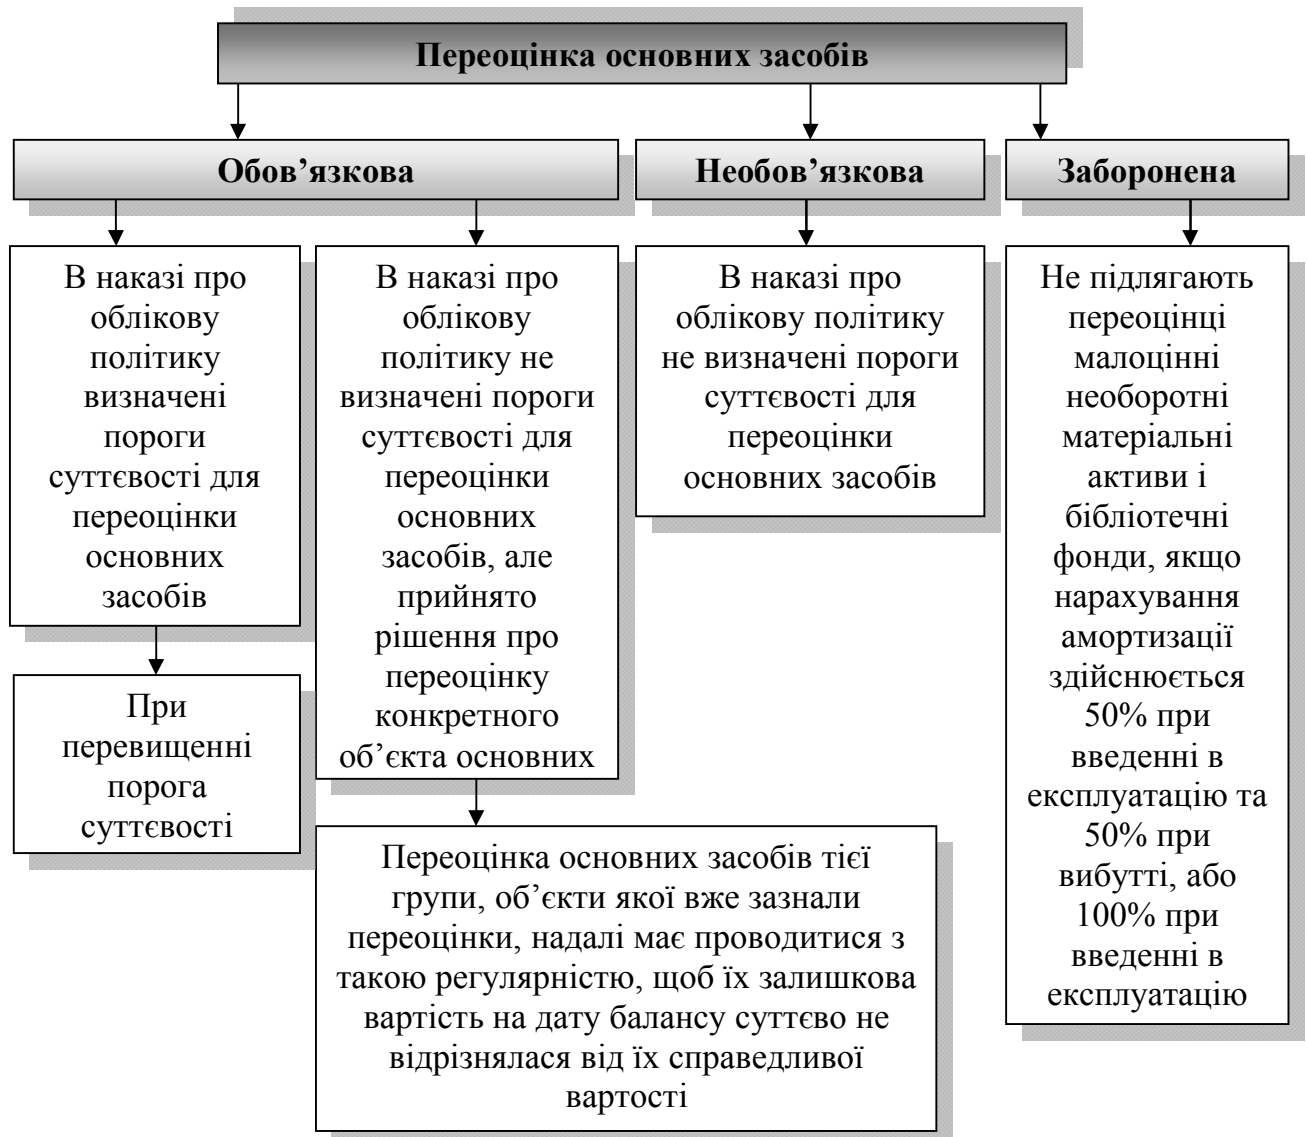 Переоцінка основних засобів
Обов’язкова
Необов’язкова
Заборонена
В наказі про
облікову
політику
визначені
пороги
суттєвості для
переоцінки
основних
засобів
При
перевищенні
порога
суттєвості
В наказі про
облікову
політику не
визначені пороги
суттєвості для
переоцінки
основних
засобів, але
прийнято
рішення про
переоцінку
конкретного
об’єкта основних
Переоцінка основних засобів тієї
групи, об’єкти якої вже зазнали
переоцінки, надалі має проводитися з
такою регулярністю, щоб їх залишкова
вартість на дату балансу суттєво не
відрізнялася від їх справедливої
вартості
В наказі про
облікову політику
не визначені пороги
суттєвості для
переоцінки
основних засобів
Не підлягають
переоцінці
малоцінні
необоротні
матеріальні
активи і
бібліотечні
фонди, якщо
нарахування
амортизації
здійснюється
50% при
введенні в
експлуатацію та
50% при
вибутті, або
100% при
введенні в
експлуатацію